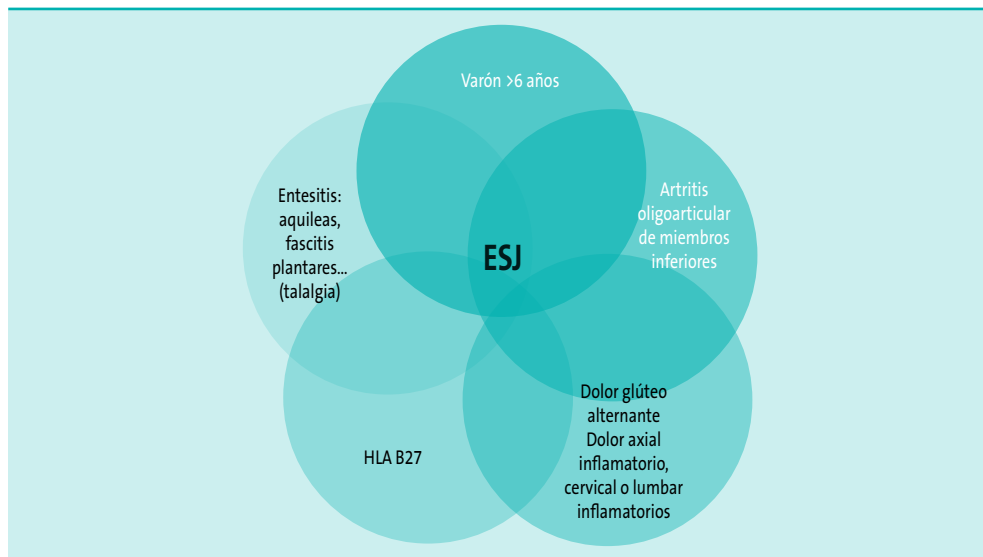 Varón >6 años
Entesitis:
aquileas,
fascitis
plantares...
(talalgia)
Artritis
oligoarticular
de miembros
inferiores
ESJ
Dolor glúteo
alternante
Dolor axial
inflamatorio,
cervical o lumbar
inflamatorios
HLA B27